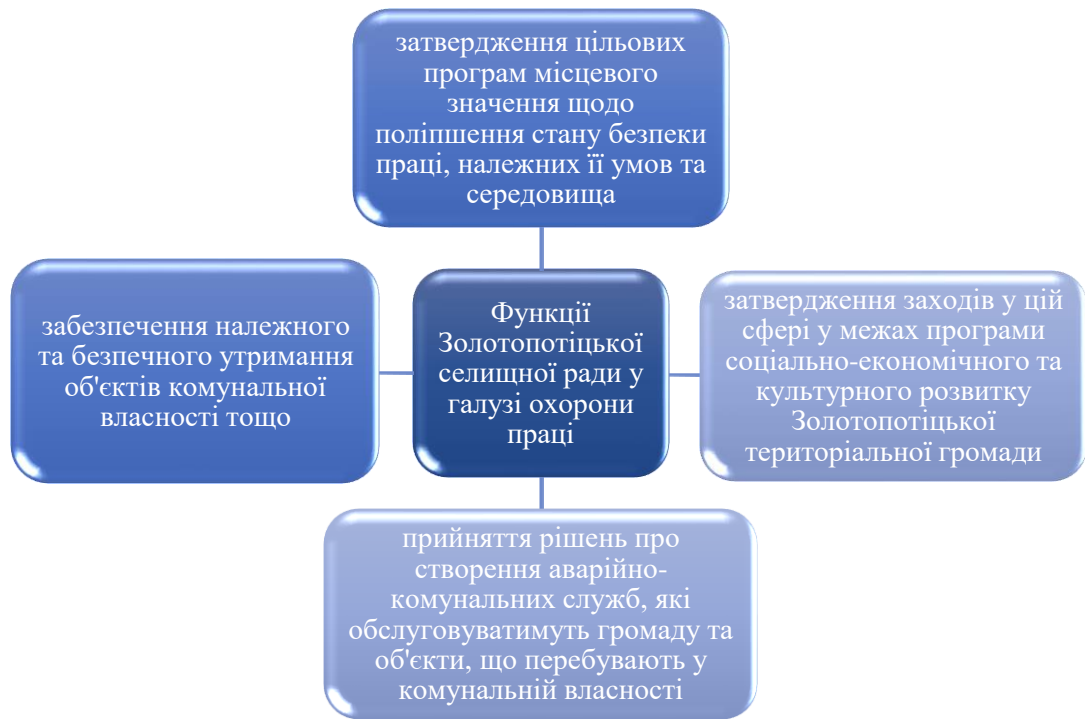 затвердження цільових
програм місцевого
значення щодо
поліпшення стану безпеки
праці, належних її умов та
середовища
забезпечення належного
та безпечного утримання
об'єктів комунальної
власності тощо
Функції
Золотопотіцької
селищної ради у
галузі охорони
праці
затвердження заходів у цій
сфері у межах програми
соціально-економічного та
культурного розвитку
Золотопотіцької
територіальної громади
прийняття рішень про
створення аварійно-
комунальних служб, які
обслуговуватимуть громаду та
об'єкти, що перебувають у
комунальній власності